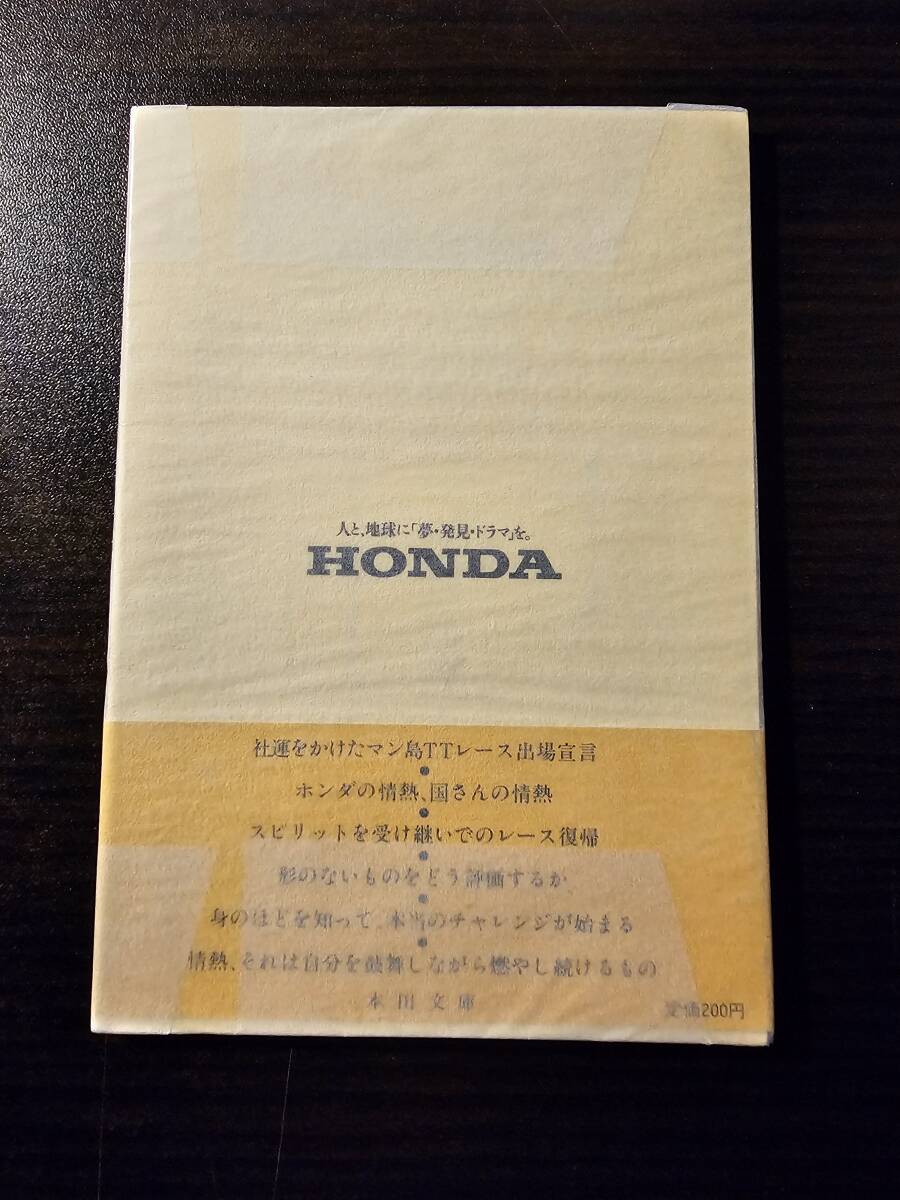 人と、地球に「夢・発見・ドラマ」を。
HONDA
社運をかけたマン島TTレース出場宣言
●
ホンダの情熱、国さんの情熱
●
スピリットを受け継いでのレース復帰
●
形のないものをどう評価するか
●
身のほどを知って、本当のチャレンジが始まる
●
情熱、それは自分を鼓舞しながら燃やし続けるもの
本田文庫
定価200円